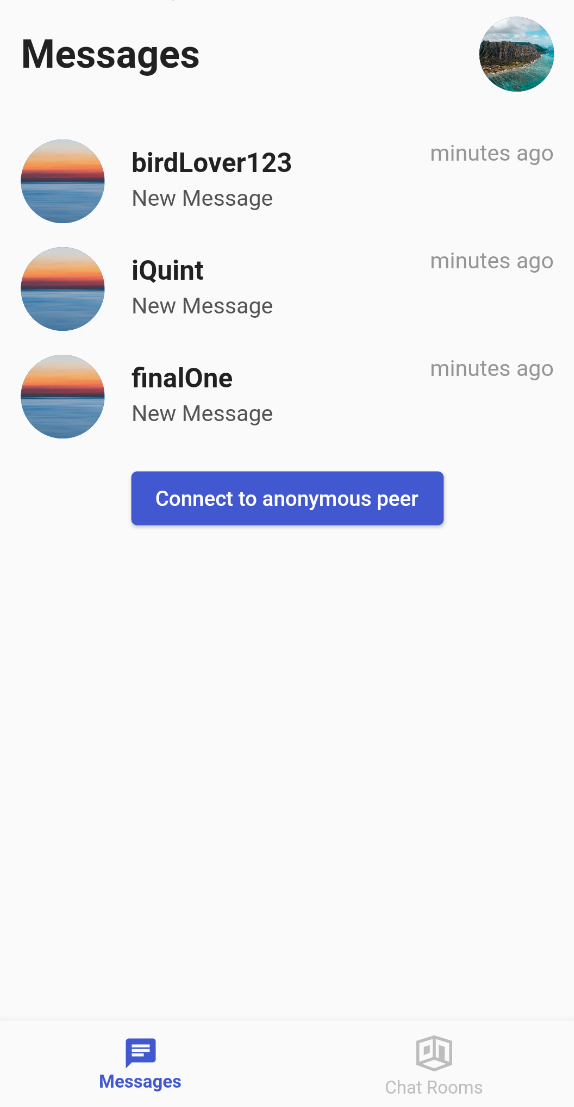 Messages
birdLover123
minutes ago
New Message
iQuint
minutes ago
New Message
finalOne
minutes ago
New Message
Connect to anonymous peer
Messages
Chat Rooms